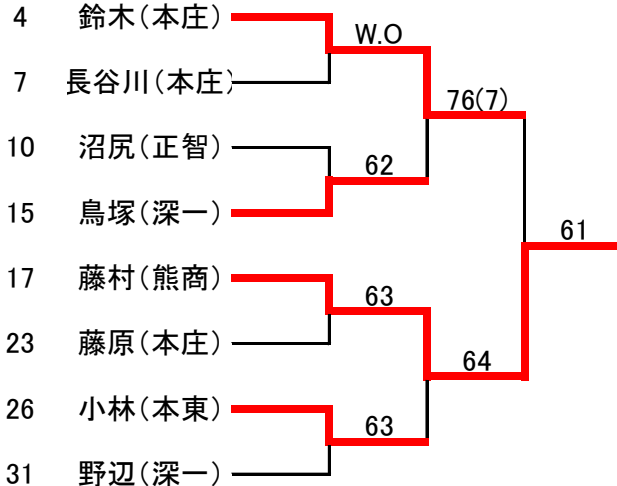 4 鈴木(本庄)
W.O
7 長谷川(本庄)
76(7)
10 沼尻(正智)
62
15 鳥塚(深一)
61
17 藤村(熊商)
63
23 藤原(本庄)
64
26 小林(本東)
63
31 野辺(深一)